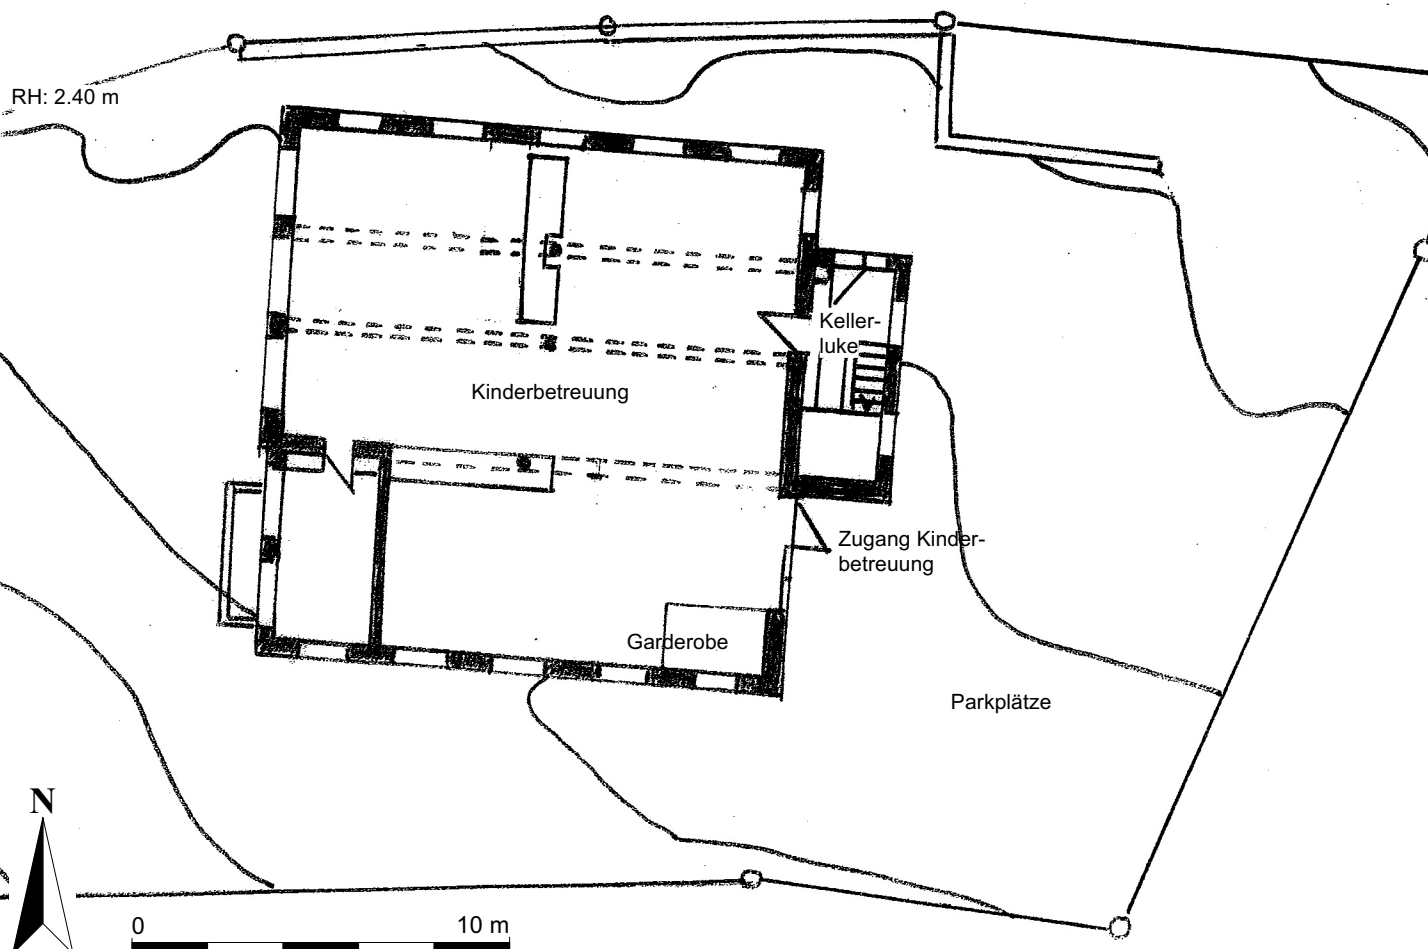 RH: 2.40 m
Keller-
luke
Kinderbetreuung
Zugang Kinder-
betreuung
Garderobe
Parkplätze
N
0 10 m